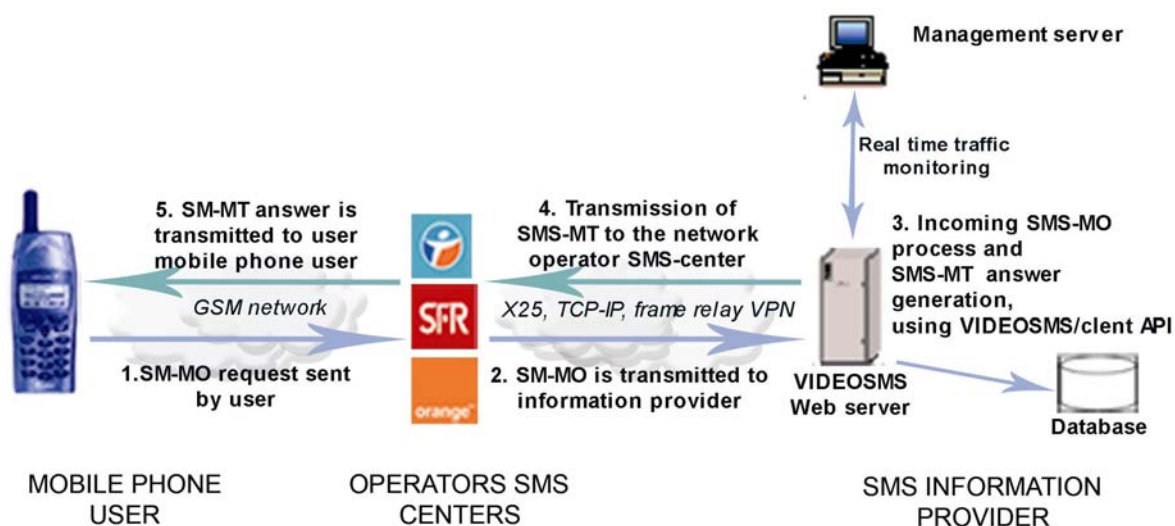 Management server
Real time traffic
monitoring
5. SM-MT answer is
transmitted to user
mobile phone user
GSM network
1.SM-MO request sent
by user
SFR
orange™
4. Transmission of
SMS-MT to the network
operator SMS-center
X25, TCP-IP, frame relay VPN
2. SM-MO is transmitted to
information provider
3. Incoming SMS-MO
process and
SMS-MT answer
generation,
using VIDEOSMS/clent API
VIDEOSMS
Web server
Database
MOBILE PHONE
USER
OPERATORS SMS
CENTERS
SMS INFORMATION
PROVIDER